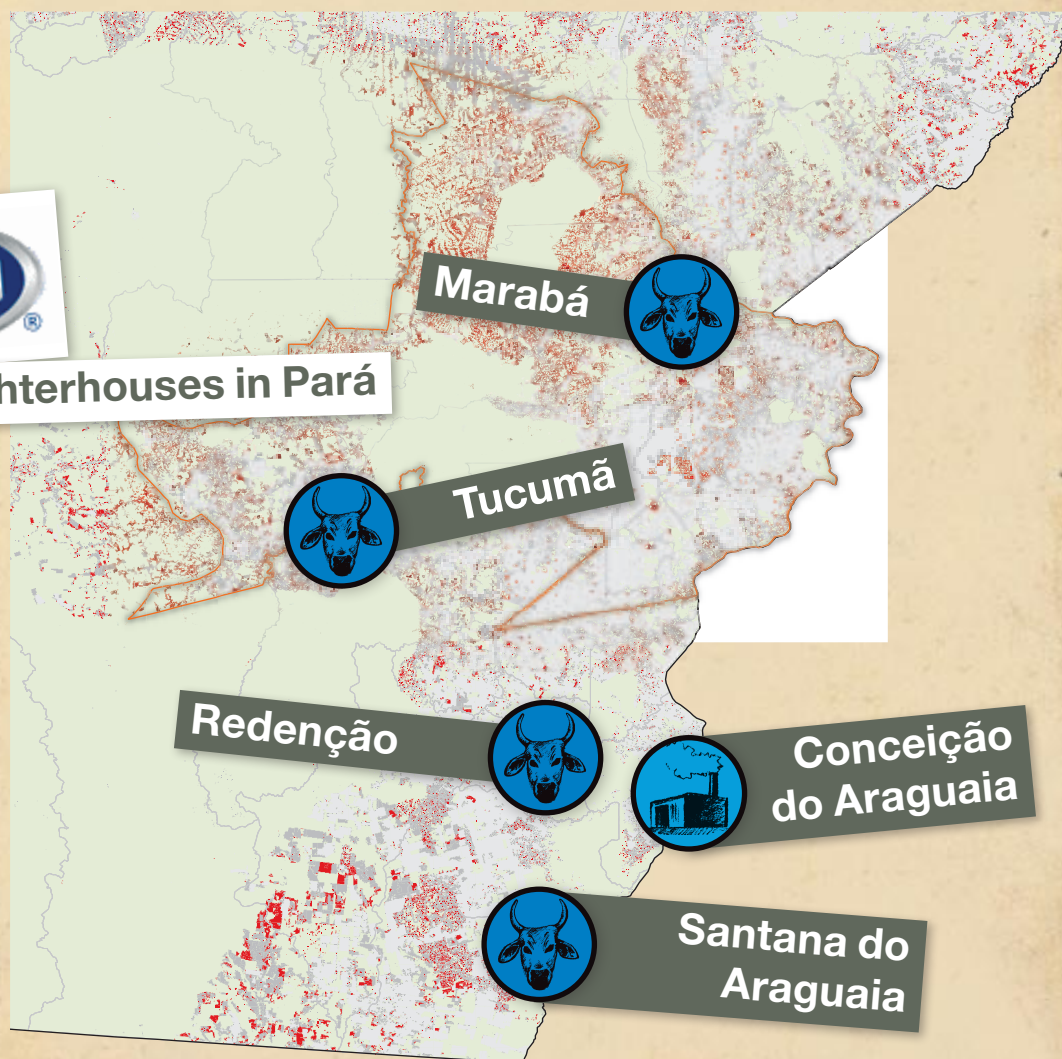 ®
Marabá
hterhouses in Pará
Tucumã
Redenção
Conceição
do Araguaia
Santana do
Araguaia